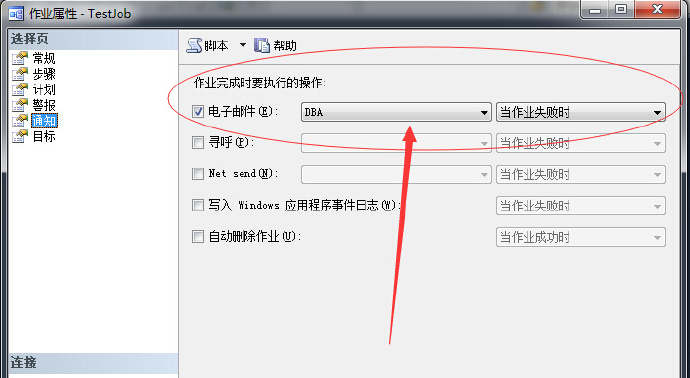 作业属性 - TestJob
选择页
常规
步骤
计划
警报
通知
目标
连接
脚本 帮助
作业完成时要执行的操作:
电子邮件(E): DBA 当作业失败时
寻呼(P): 当作业失败时
Net send(N): 当作业失败时
写入 Windows 应用程序事件日志(W): 当作业失败时
自动删除作业(U): 当作业成功时